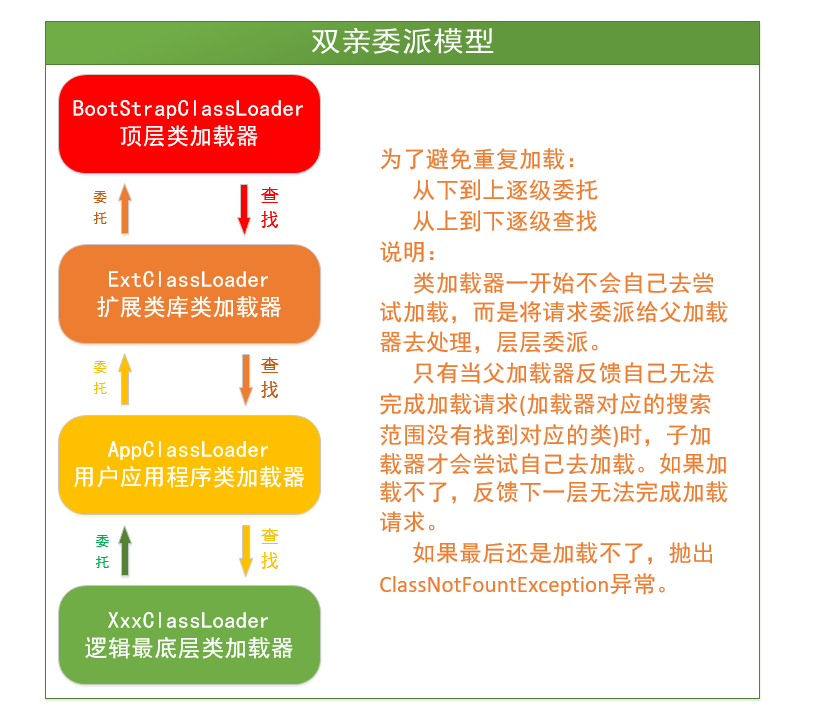 双亲委派模型
BootStrapClassLoader
顶层类加载器
委托
查找
ExtClassLoader
扩展类库类加载器
委托
查找
AppClassLoader
用户应用程序类加载器
委托
查找
XxxClassLoader
逻辑最底层类加载器
为了避免重复加载：
从下到上逐级委托
从上到下逐级查找
说明：
类加载器一开始不会自己去尝
试加载，而是将请求委派给父加载
器去处理，层层委派。
只有当父加载器反馈自己无法
完成加载请求(加载器对应的搜索
范围没有找到对应的类)时，子加
载器才会尝试自己去加载。如果加
载不了，反馈下一层无法完成加载
请求。
如果最后还是加载不了，抛出
ClassNotFountException异常。